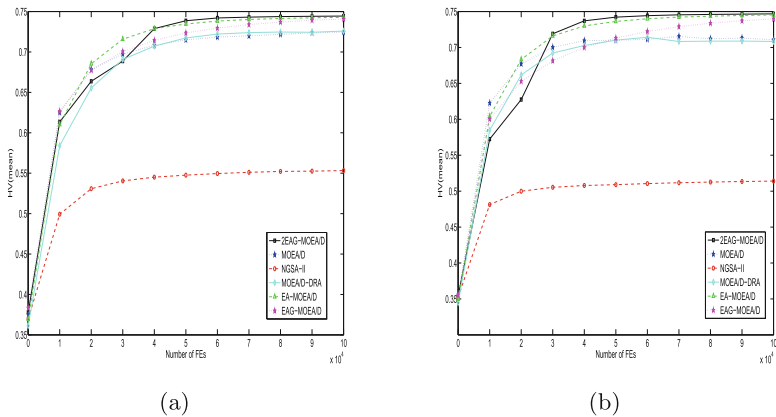 0.75
0.7
0.65
0.6
0.55
0.5
0.45
0.4
0.35
HV(mean)
0 1 2 3 4 5 6 7 8 9 10
Number of FEs
x 10^4
2EAG-MOEA/D
MOEA/D
NGSA-II
MOEA/D-DRA
EA-MOEA/D
EAG-MOEA/D
(a)
0.75
0.7
0.65
0.6
0.55
0.5
0.45
0.4
0.35
HV(mean)
0 1 2 3 4 5 6 7 8 9 10
Number of FEs
x 10^4
2EAG-MOEA/D
MOEA/D
NGSA-II
MOEA/D-DRA
EA-MOEA/D
EAG-MOEA/D
(b)